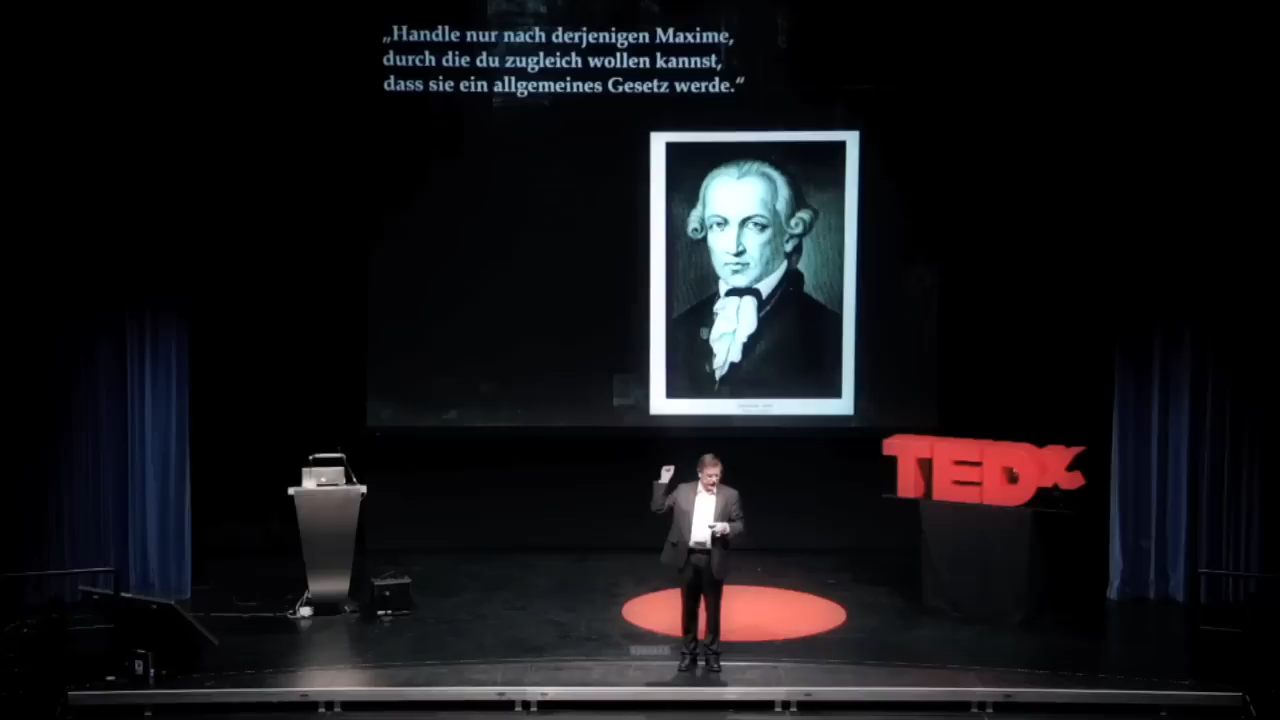 „Handle nur nach derjenigen Maxime,
durch die du zugleich wollen kannst,
dass sie ein allgemeines Gesetz werde.“
TEDx